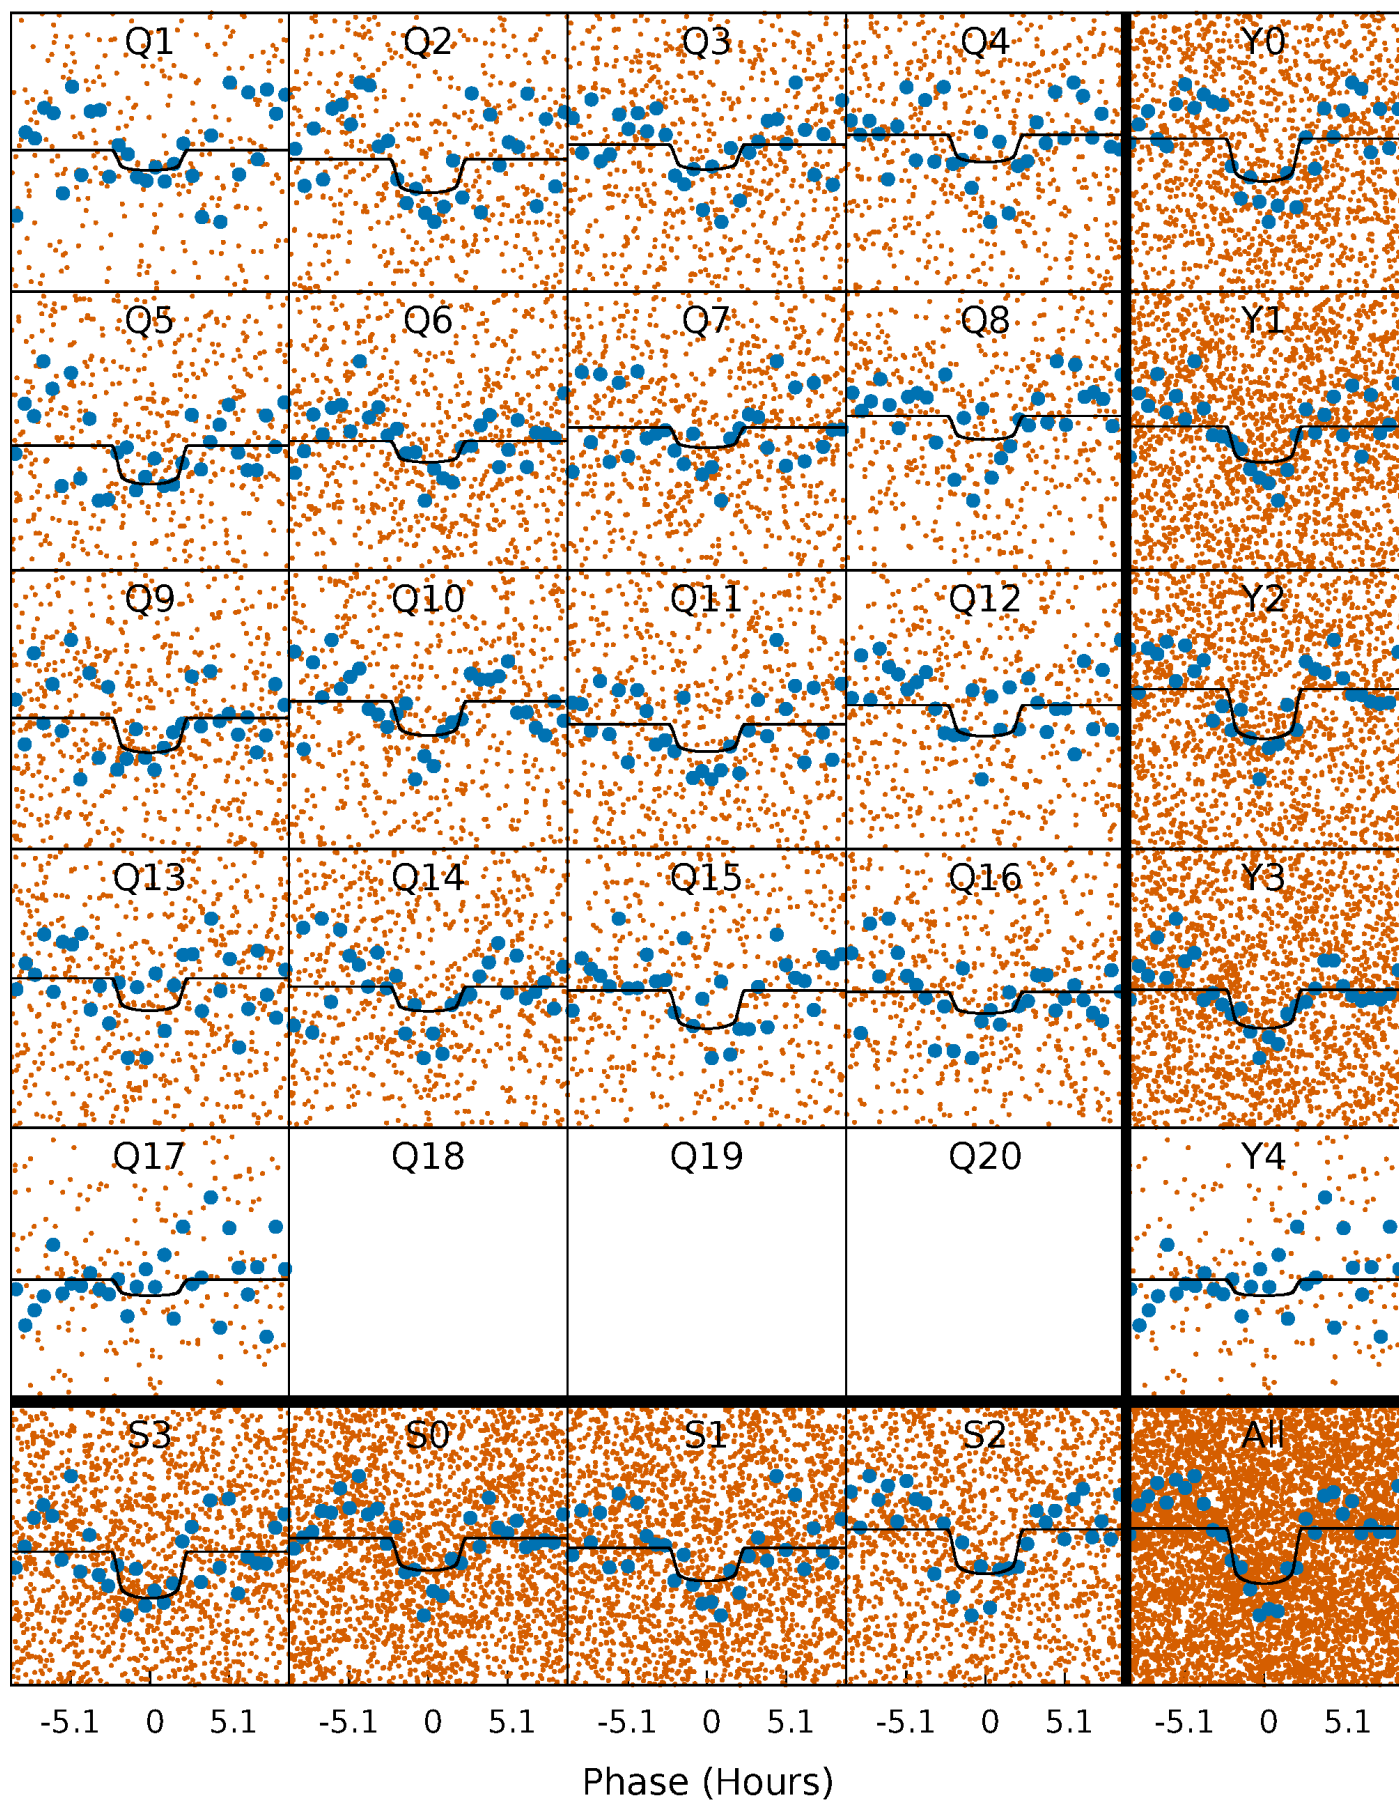 Q1 Q2 Q3 Q4 Y0
Q5 Q6 Q7 Q8 Y1
Q9 Q10 Q11 Q12 Y2
Q13 Q14 Q15 Q16 Y3
Q17 Q18 Q19 Q20 Y4
S3 S0 S1 S2 All
-5.1 0 5.1 -5.1 0 5.1 -5.1 0 5.1 -5.1 0 5.1 -5.1 0 5.1
Phase (Hours)